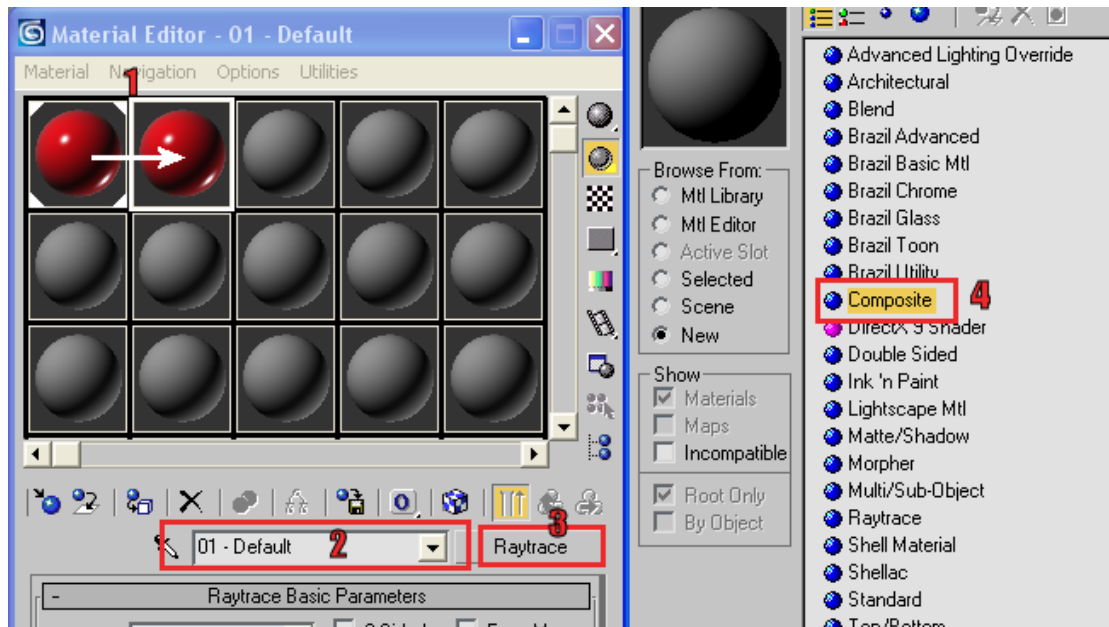 Material Editor - 01 - Default
Material Navigation Options Utilities
1
01 - Default
2
3
Raytrace
Raytrace Basic Parameters
Browse From:
Mtl Library
Mtl Editor
Active Slot
Selected
Scene
New
Show
Materials
Maps
Incompatible
Root Only
By Object
Advanced Lighting Override
Architectural
Blend
Brazil Advanced
Brazil Basic Mtl
Brazil Chrome
Brazil Glass
Brazil Toon
Brazil Utility
Composite
4
DirectX 9 Shader
Double Sided
Ink 'n Paint
Lightscape Mtl
Matte/Shadow
Morpher
Multi/Sub-Object
Raytrace
Shell Material
Shellac
Standard
Top/Bottom